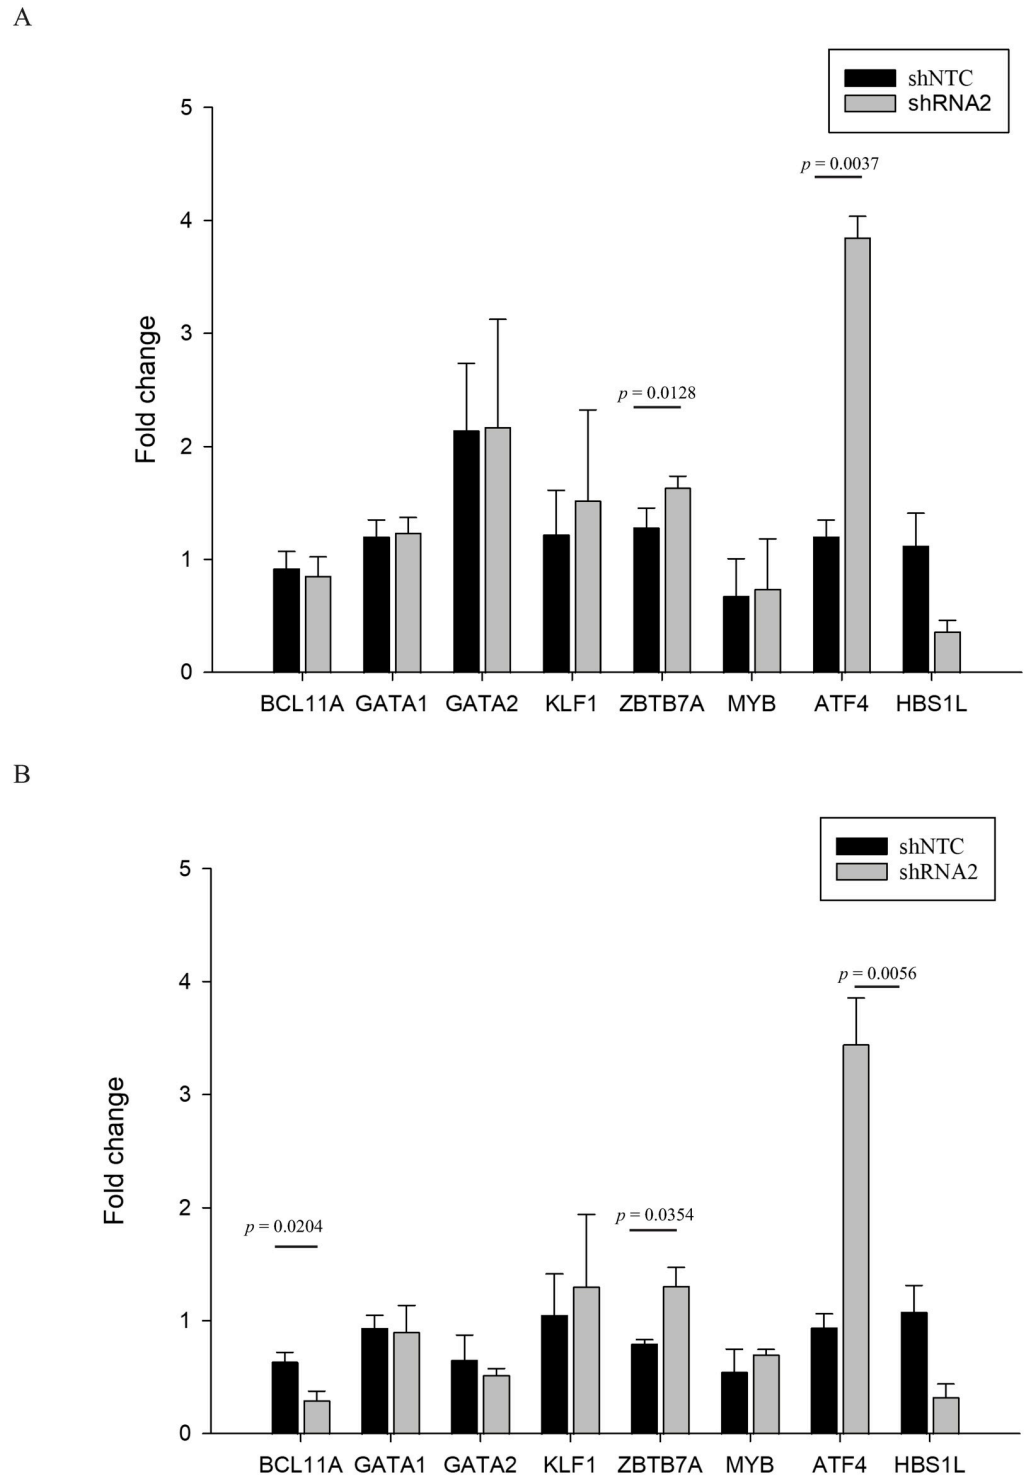 A
shNTC
shRNA2
5
p = 0.0037
4
3
p = 0.0128
2
1
0
Fold change
BCL11A GATA1 GATA2 KLF1 ZBTB7A MYB ATF4 HBS1L
B
shNTC
shRNA2
5
p = 0.0056
4
3
2
p = 0.0204
p = 0.0354
1
0
Fold change
BCL11A GATA1 GATA2 KLF1 ZBTB7A MYB ATF4 HBS1L